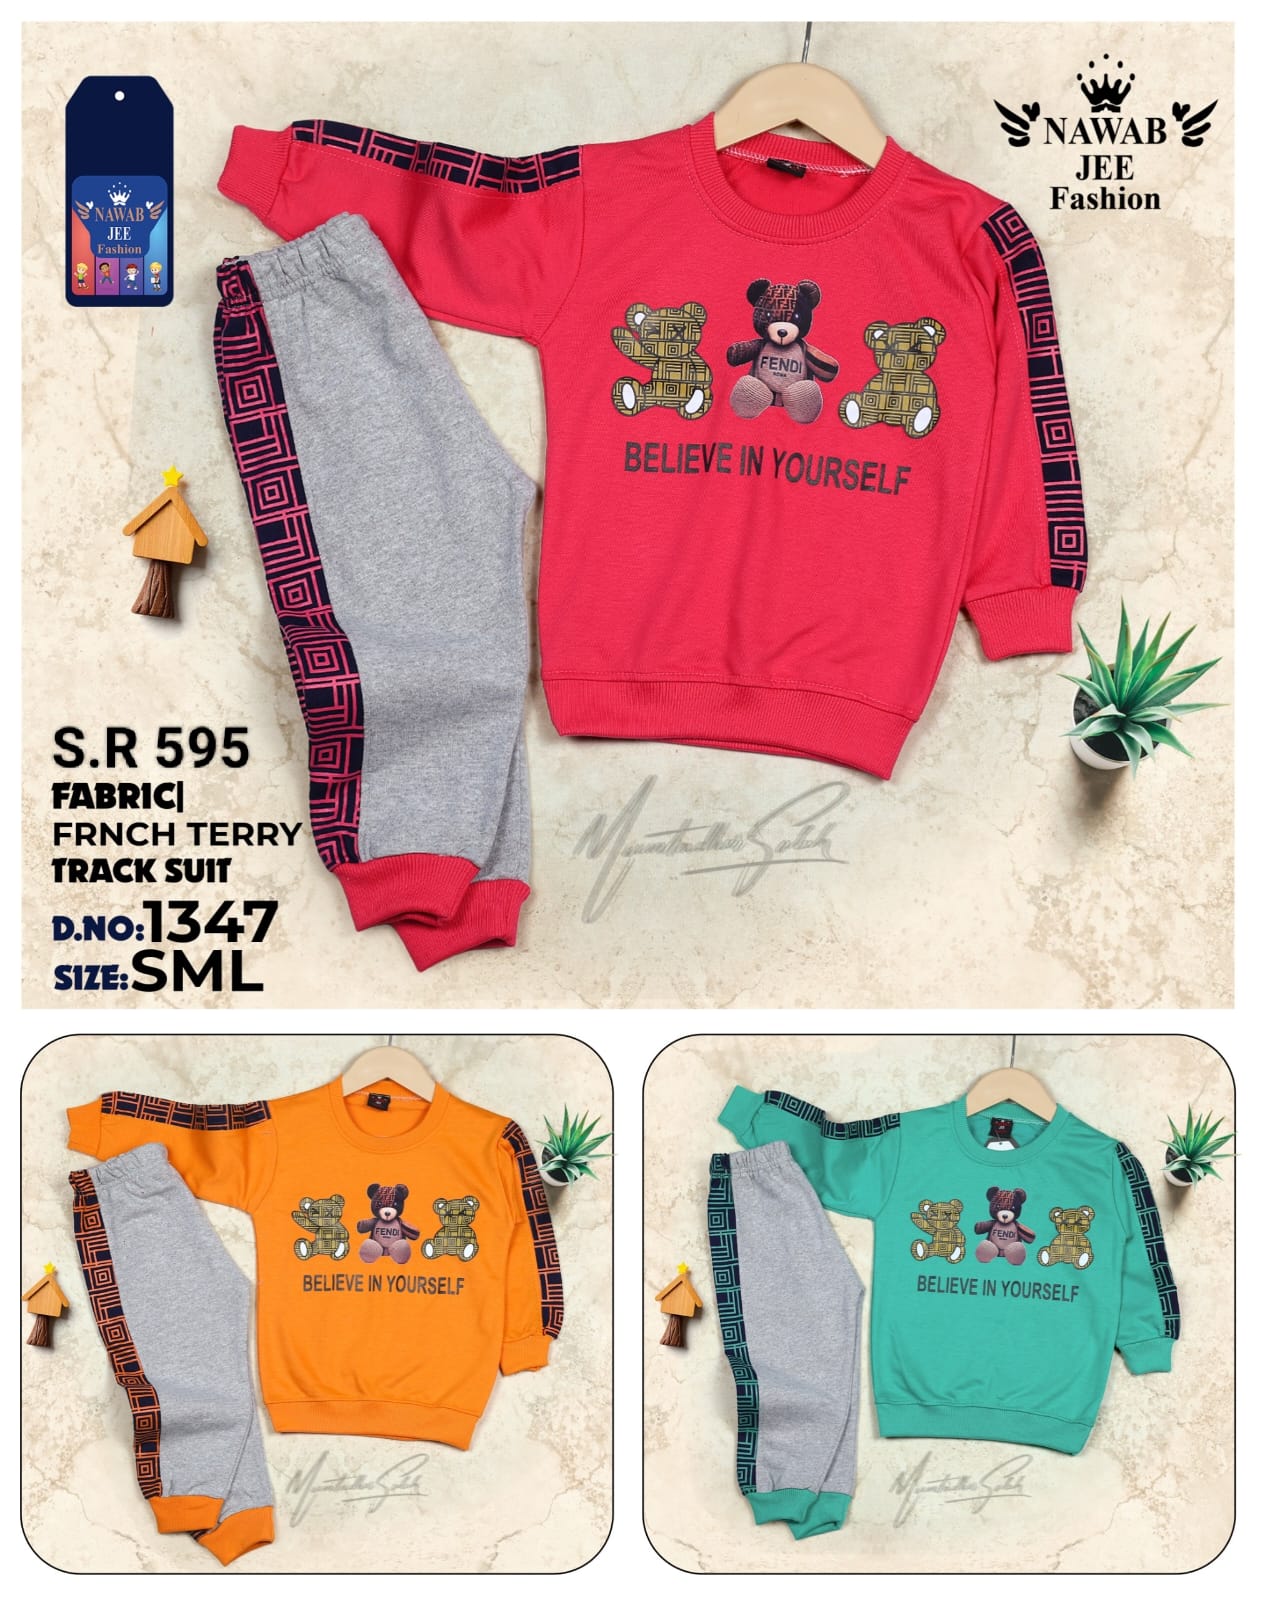 NAWAB
JEE
Fashion
NAWAB
JEE
Fashion
FENDI
ROMA
BELIEVE IN YOURSELF
S.R 595
FABRIC|
FRNCH TERRY
TRACK SUIT
D.NO:1347
SIZE:SML
FENDI
BELIEVE IN YOURSELF
FENDI
BELIEVE IN YOURSELF